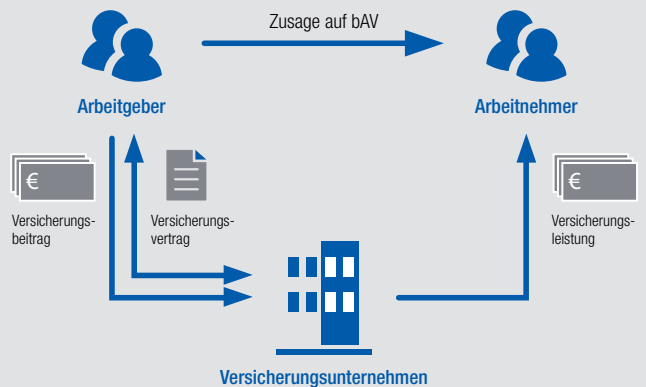 Zusage auf bAV
Arbeitgeber
Arbeitnehmer
€
Versicherungs-
beitrag
Versicherungs-
vertrag
€
Versicherungs-
leistung
Versicherungsunternehmen